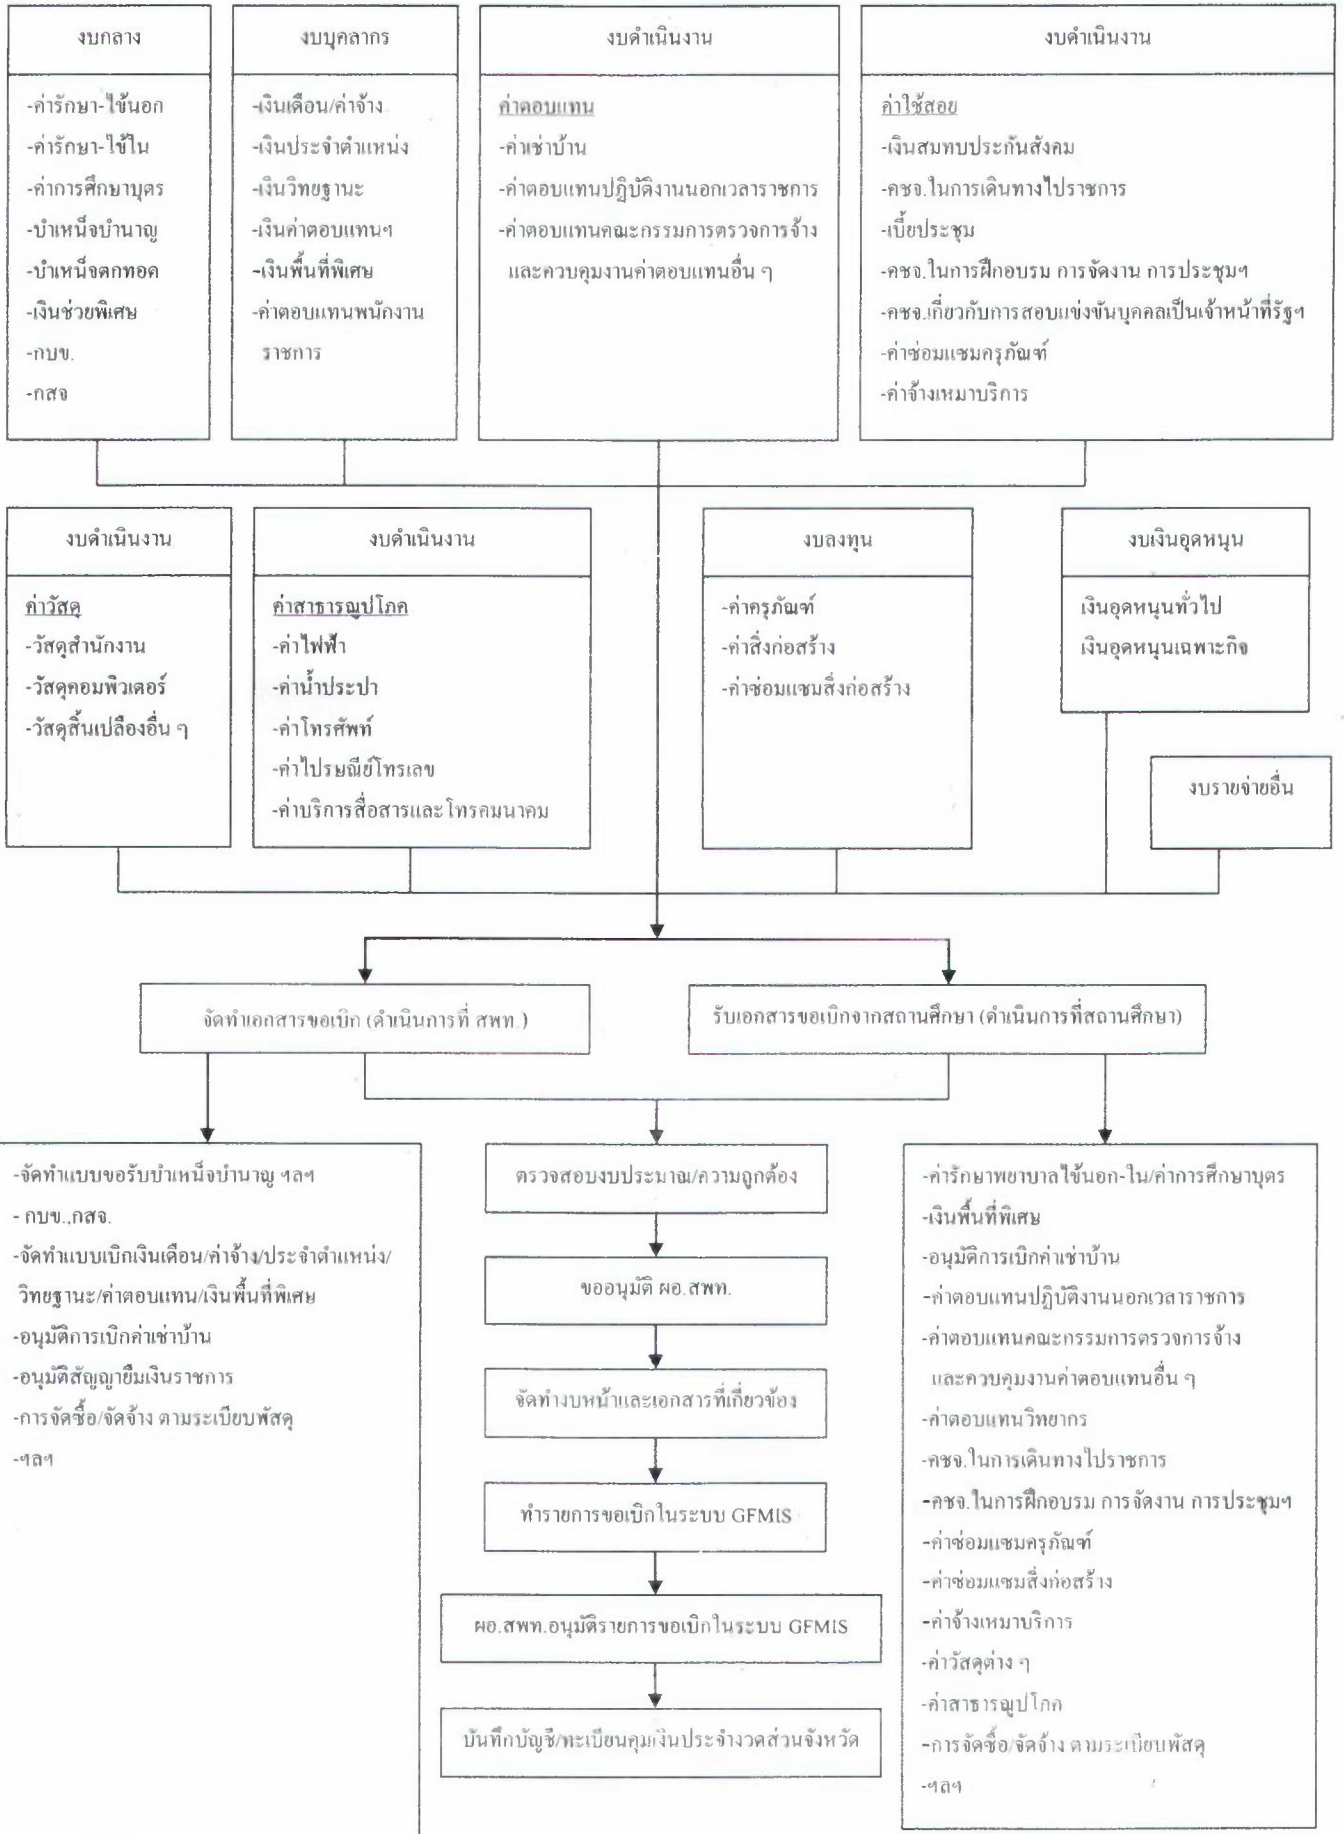 งบกลาง
-ค่ารักษา-ไข้นอก
-ค่ารักษา-ไข้ใน
-ค่าการศึกษาบุตร
-บำเหน็จบำนาญ
-บำเหน็จตกทอด
-เงินช่วยพิเศษ
-กบข.
-กสจ
งบบุคลากร
-เงินเดือน/ค่าจ้าง
-เงินประจำตำแหน่ง
-เงินวิทยฐานะ
-เงินค่าตอบแทนฯ
-เงินพื้นที่พิเศษ
-ค่าตอบแทนพนักงาน
ราชการ
งบดำเนินงาน
ค่าตอบแทน
-ค่าเช่าบ้าน
-ค่าตอบแทนปฏิบัติงานนอกเวลาราชการ
-ค่าตอบแทนคณะกรรมการตรวจการจ้าง
และควบคุมงานค่าตอบแทนอื่น ๆ
งบดำเนินงาน
ค่าใช้สอย
-เงินสมทบประกันสังคม
-คชจ.ในการเดินทางไปราชการ
-เบี้ยประชุม
-คชจ.ในการฝึกอบรม การจัดงาน การประชุมฯ
-คชจ.เกี่ยวกับการสอบแข่งขันบุคคลเป็นเจ้าหน้าที่รัฐฯ
-ค่าซ่อมแซมครุภัณฑ์
-ค่าจ้างเหมาบริการ
งบดำเนินงาน
ค่าวัสดุ
-วัสดุสำนักงาน
-วัสดุคอมพิวเตอร์
-วัสดุสิ้นเปลืองอื่น ๆ
งบดำเนินงาน
ค่าสาธารณูปโภค
-ค่าไฟฟ้า
-ค่าน้ำประปา
-ค่าโทรศัพท์
-ค่าไปรษณีย์โทรเลข
-ค่าบริการสื่อสารและโทรคมนาคม
งบลงทุน
-ค่าครุภัณฑ์
-ค่าสิ่งก่อสร้าง
-ค่าซ่อมแซมสิ่งก่อสร้าง
งบเงินอุดหนุน
เงินอุดหนุนทั่วไป
เงินอุดหนุนเฉพาะกิจ
งบรายจ่ายอื่น
จัดทำเอกสารขอเบิก (ดำเนินการที่ สพท.)
รับเอกสารขอเบิกจากสถานศึกษา (ดำเนินการที่สถานศึกษา)
-จัดทำแบบขอรับบำเหน็จบำนาญ ฯลฯ
- กบข.,กสจ.
-จัดทำแบบเบิกเงินเดือน/ค่าจ้าง/ประจำตำแหน่ง/
วิทยฐานะ/ค่าตอบแทน/เงินพื้นที่พิเศษ
-อนุมัติการเบิกค่าเช่าบ้าน
-อนุมัติสัญญายืมเงินราชการ
-การจัดซื้อ/จัดจ้าง ตามระเบียบพัสดุ
-ฯลฯ
ตรวจสอบงบประมาณ/ความถูกต้อง
ขออนุมัติ ผอ.สพท.
จัดทำงบหน้าและเอกสารที่เกี่ยวข้อง
ทำรายการขอเบิกในระบบ GFMIS
ผอ.สพท.อนุมัติรายการขอเบิกในระบบ GFMIS
บันทึกบัญชี/ทะเบียนคุมเงินประจำงวดส่วนจังหวัด
-ค่ารักษาพยาบาลไข้นอก-ใน/ค่าการศึกษาบุตร
-เงินพื้นที่พิเศษ
-อนุมัติการเบิกค่าเช่าบ้าน
-ค่าตอบแทนปฏิบัติงานนอกเวลาราชการ
-ค่าตอบแทนคณะกรรมการตรวจการจ้าง
และควบคุมงานค่าตอบแทนอื่น ๆ
-ค่าตอบแทนวิทยากร
-คชจ.ในการเดินทางไปราชการ
-คชจ.ในการฝึกอบรม การจัดงาน การประชุมฯ
-ค่าซ่อมแซมครุภัณฑ์
-ค่าซ่อมแซมสิ่งก่อสร้าง
-ค่าจ้างเหมาบริการ
-ค่าวัสดุต่าง ๆ
-ค่าสาธารณูปโภค
-การจัดซื้อ/จัดจ้าง ตามระเบียบพัสดุ
-ฯลฯ